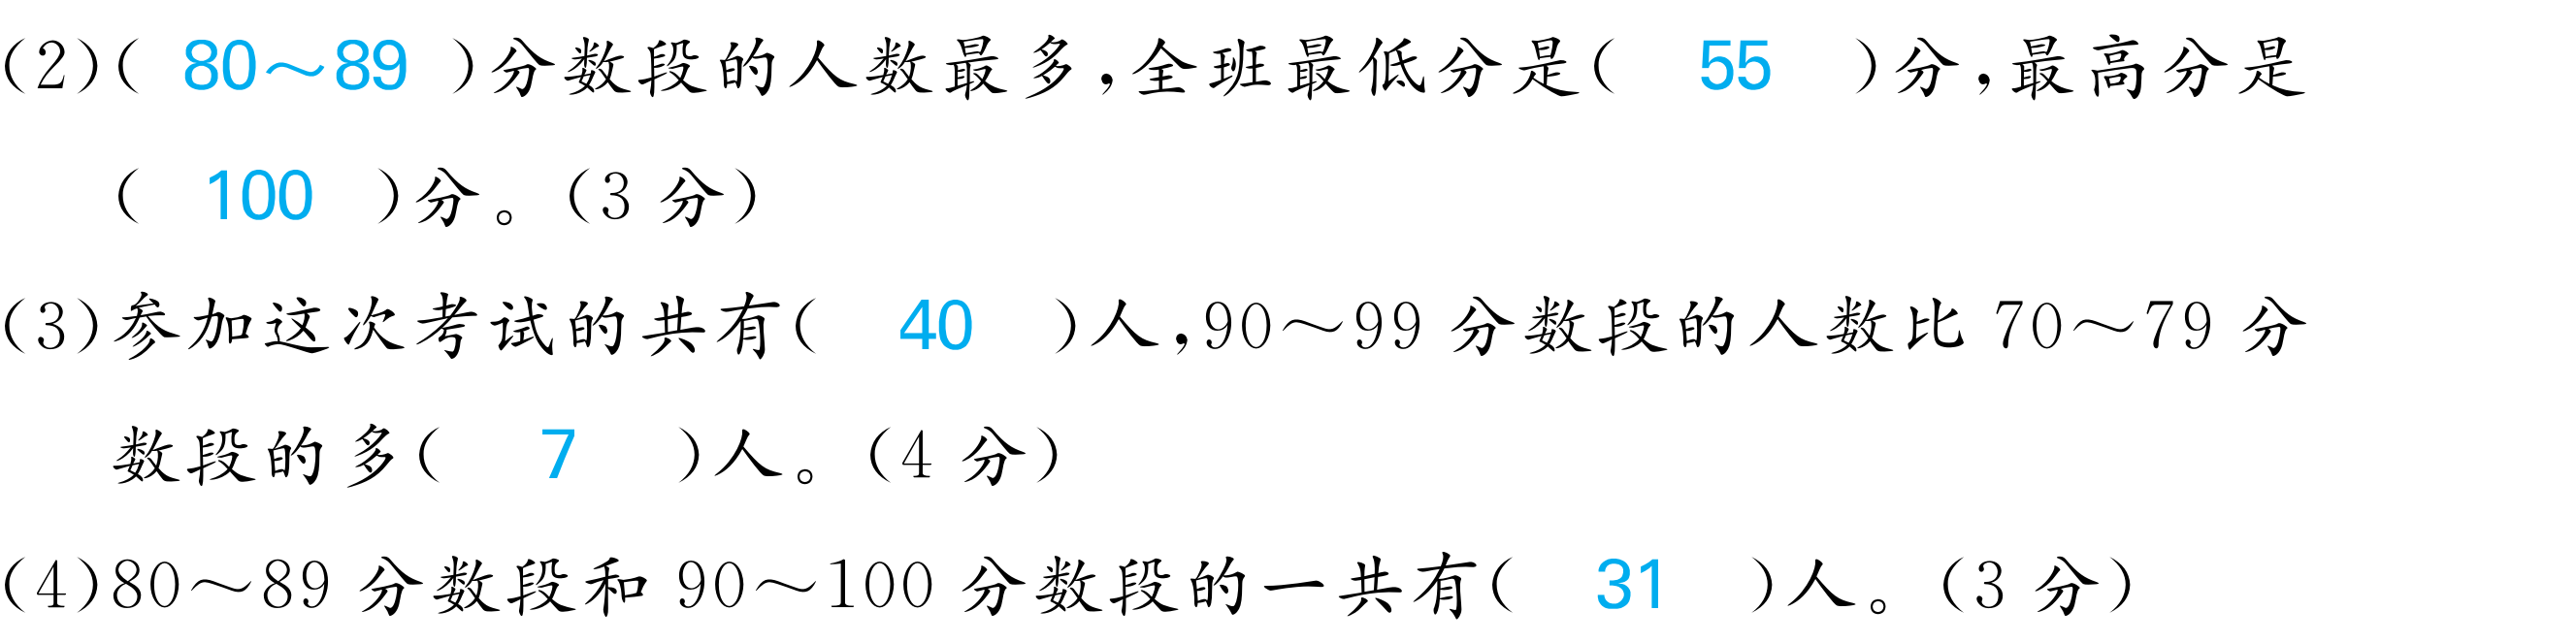 (2)( 80～89 )分数段的人数最多,全班最低分是( 55 )分,最高分是
( 100 )分。(3 分)
(3)参加这次考试的共有( 40 )人,90～99 分数段的人数比 70～79 分
数段的多( 7 )人。(4 分)
(4)80～89 分数段和 90～100 分数段的一共有( 31 )人。(3 分)